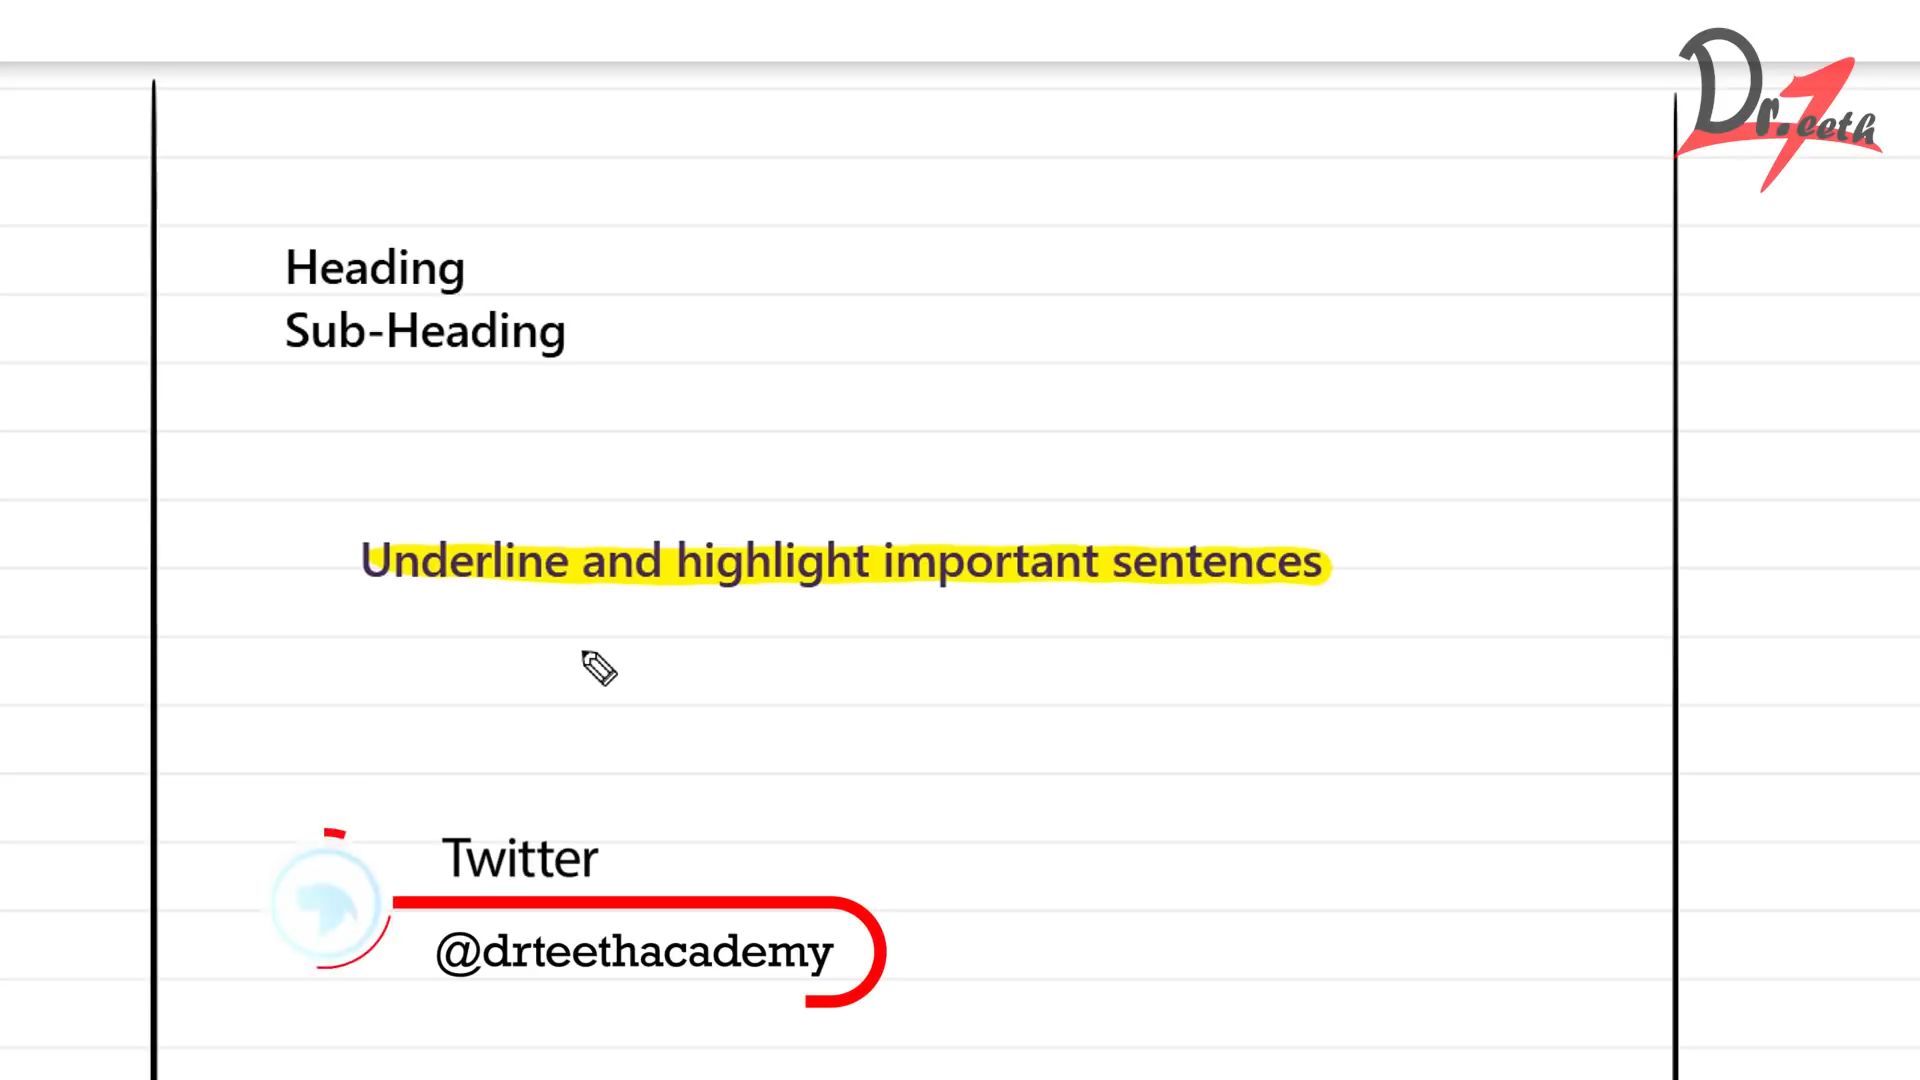 Dr. Teeth
Heading
Sub-Heading
Underline and highlight important sentences
Twitter
@drteethacademy